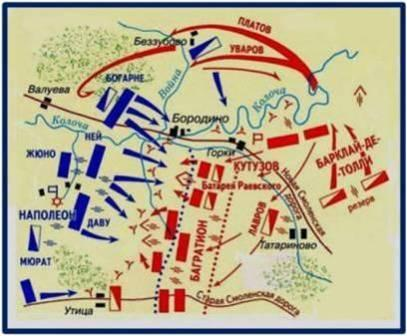 ПЛАТОВ
УВАРОВ
Беззубово
БОГАРНЕ
Валуева
Война
Колоча
Колоча
Бородино
НЕЙ
Горки
КУТУЗОВ
БАРКЛАЙ-ДЕ-
ТОЛЛИ
ЖЮНО
Батарея Раевского
Новая Смоленская
дорога
резерв
НАПОЛЕОН
ДАВУ
ЛАВРОВ
БАГРАТИОН
Татариново
МЮРАТ
Утица
Старая Смоленская дорога